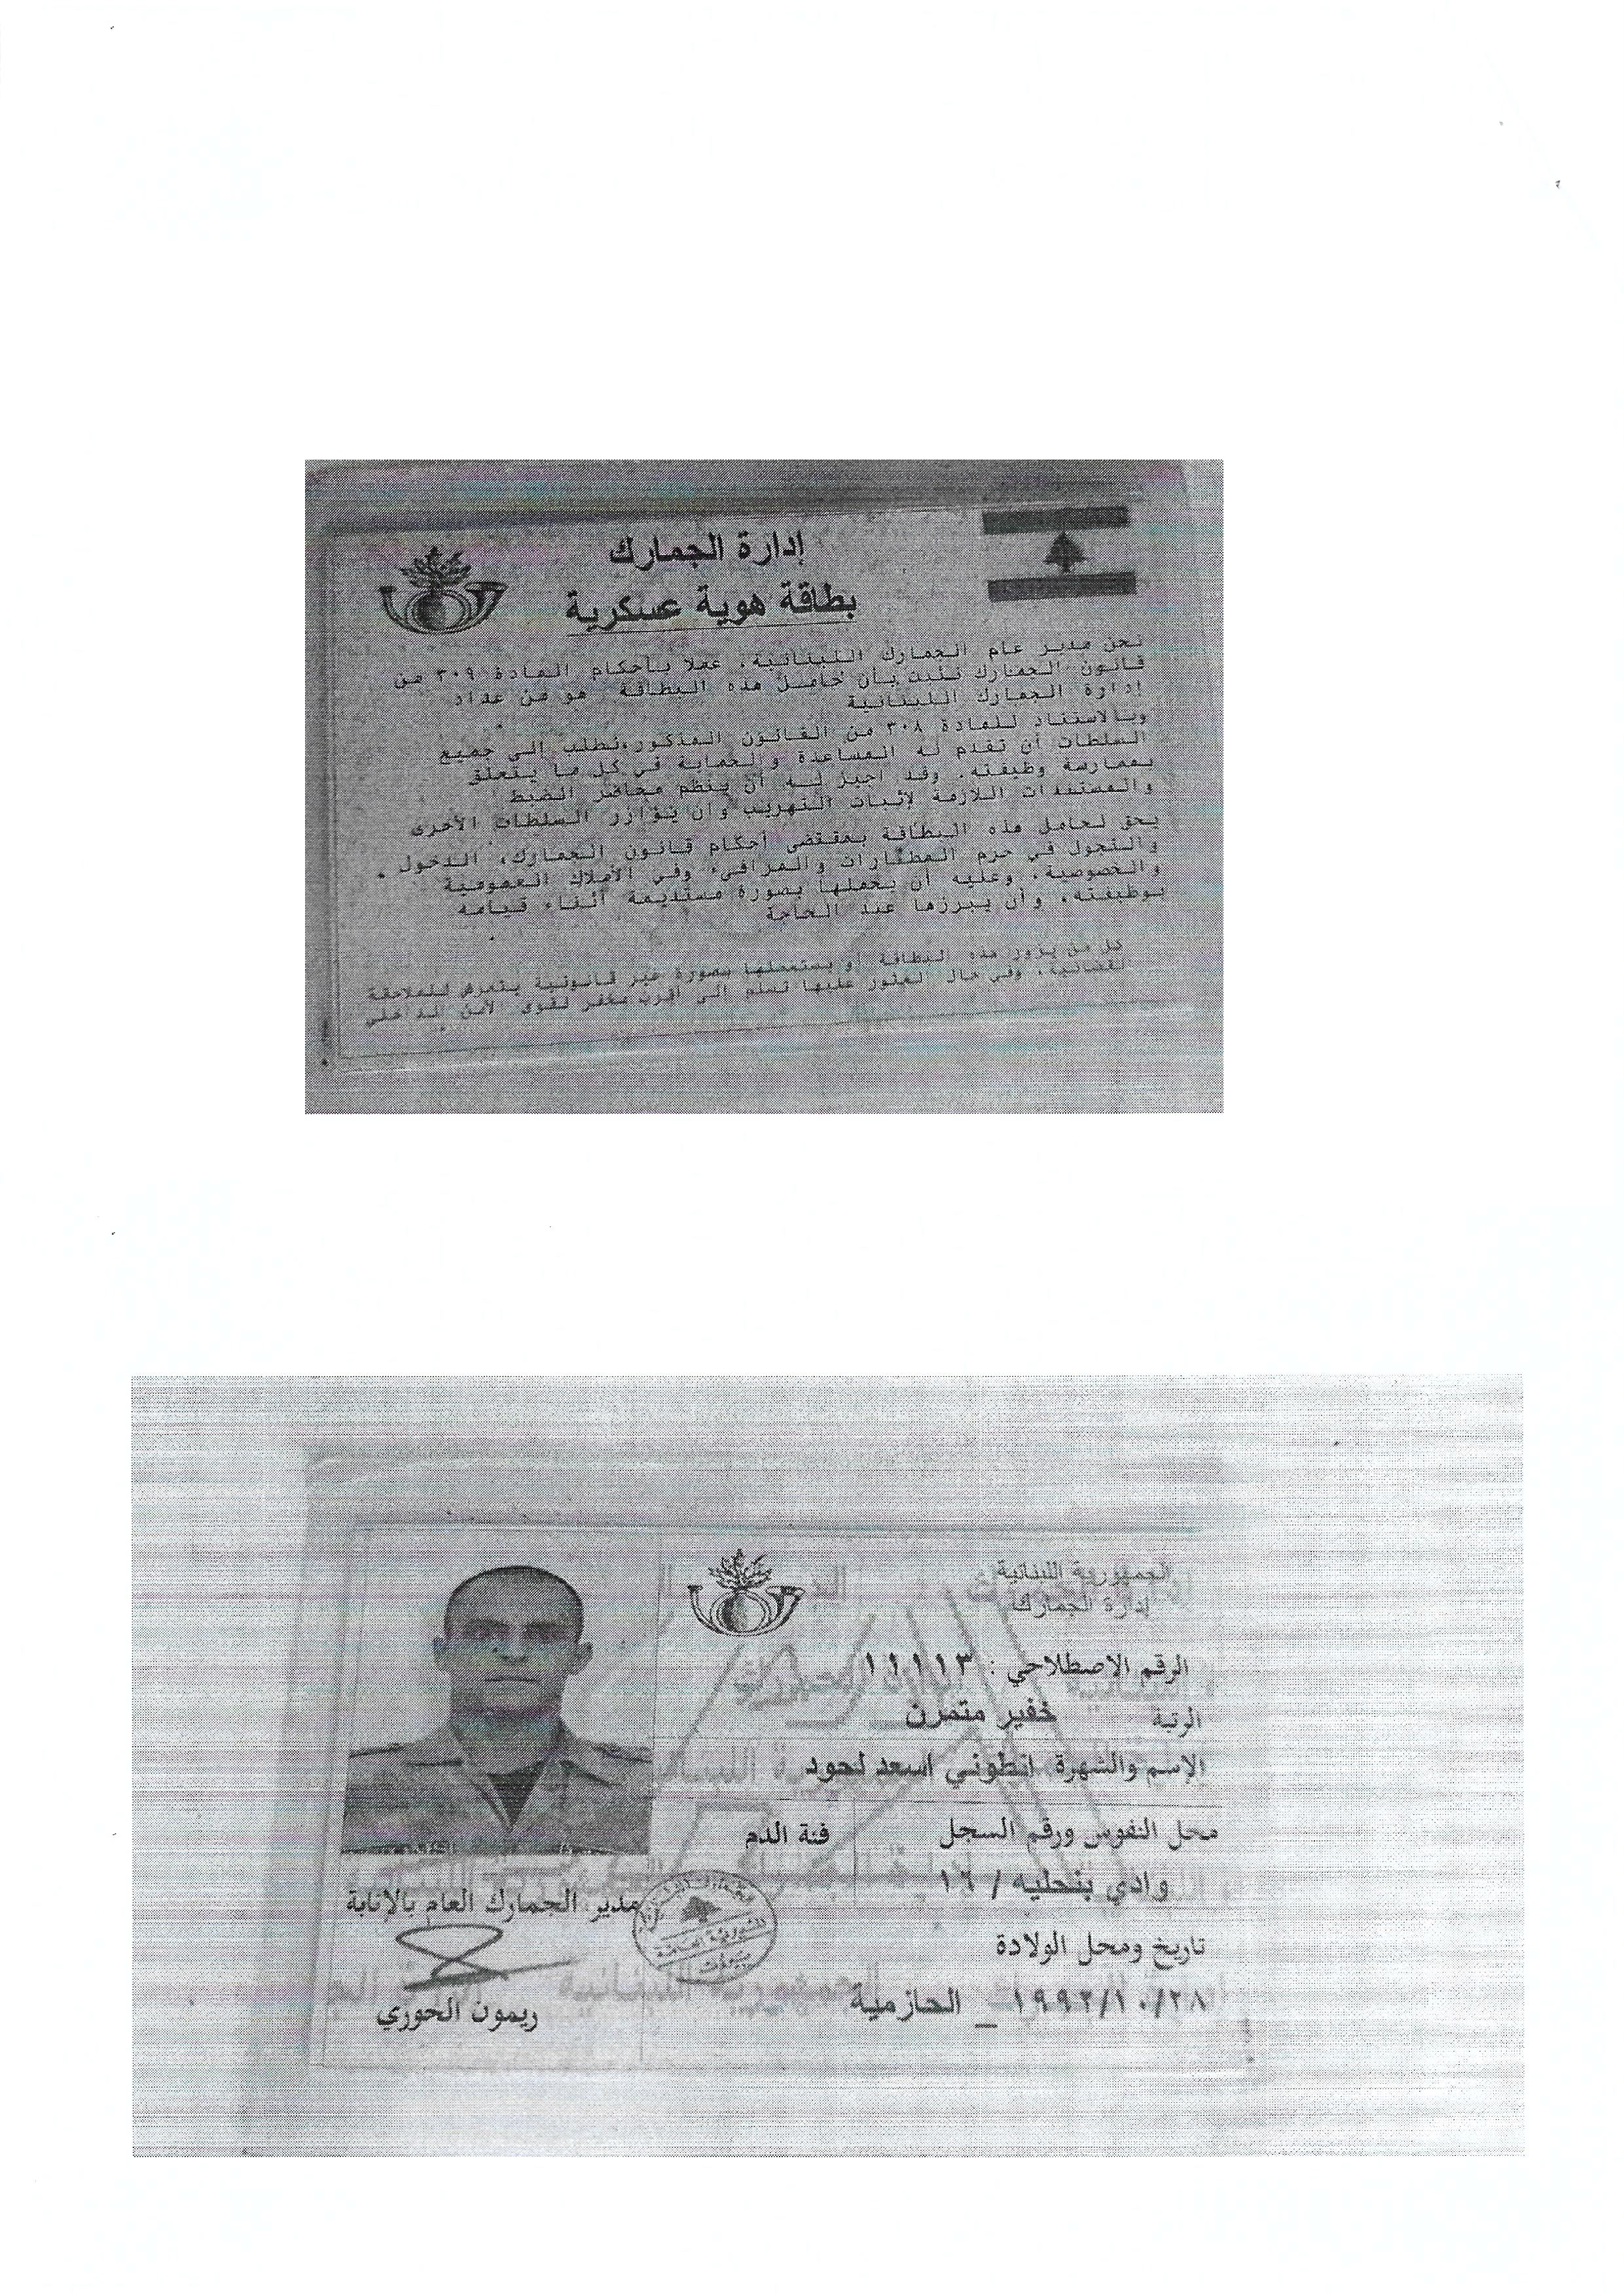 إدارة الجمارك
بطاقة هوية عسكرية
نحن مدير عام الجمارك اللبنانية، عملا بأحكام المادة ٣٠٩ من
قانون الجمارك نثبت بأن حامل هذه البطاقة هو من عداد
إدارة الجمارك اللبنانية
وبالاستناد للمادة ٣٠٨ من القانون المذكور، نطلب الى جميع
السلطات أن تقدم له المساعدة والحماية في كل ما يتعلق
بممارسة وظيفته. وقد اجيز له أن ينظم محاضر الضبط
والمستندات اللازمة لإثبات التهريب وان يؤازر السلطات الأخرى
يحق لحامل هذه البطاقة بمقتضى أحكام قانون الجمارك، الدخول
والتجول في حرم المطارات والمرافئ، وفي الأملاك العمومية
والخصوصية. وعليه أن يحملها بصورة مستديمة أثناء قيامه
بوظيفته، وأن يبرزها عند الحاجة
كل من يزور هذه البطاقة أو يستعملها بصورة غير قانونية يتعرض للملاحقة
القضائية، وفي حال العثور عليها تسلم الى أقرب مخفر لقوى الأمن الداخلي
الجمهورية اللبنانية
إدارة الجمارك
الرقم الاصطلاحي : ١١١١٣
الرتبة خفير متمرن
الإسم والشهرة انطوني اسعد لحود
محل النفوس ورقم السجل
فئة الدم
وادي بنحليه / ١٦
مدير الجمارك العام بالإنابة
تاريخ ومحل الولادة
١٩٩٢/١٠/٢٨ _ الحازمية
ريمون الخوري